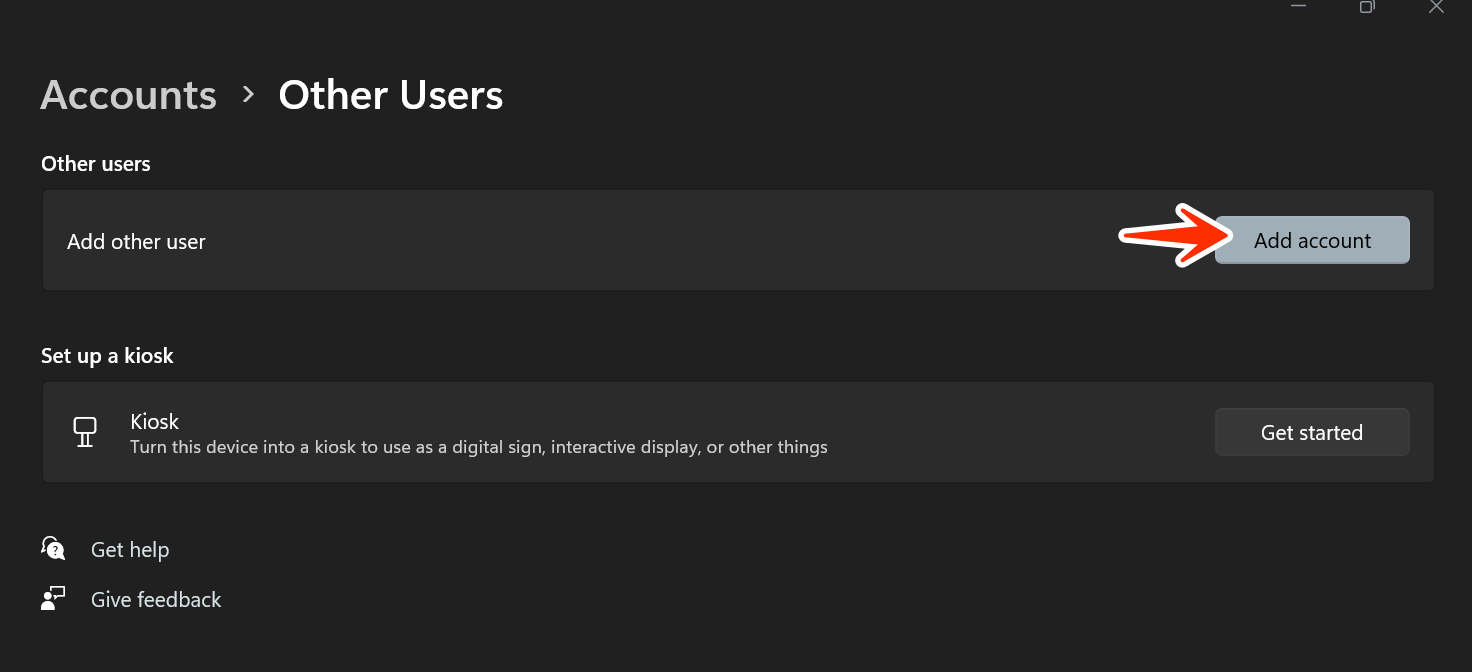 Accounts > Other Users
Other users
Add other user
Add account
Set up a kiosk
Kiosk
Turn this device into a kiosk to use as a digital sign, interactive display, or other things
Get started
Get help
Give feedback